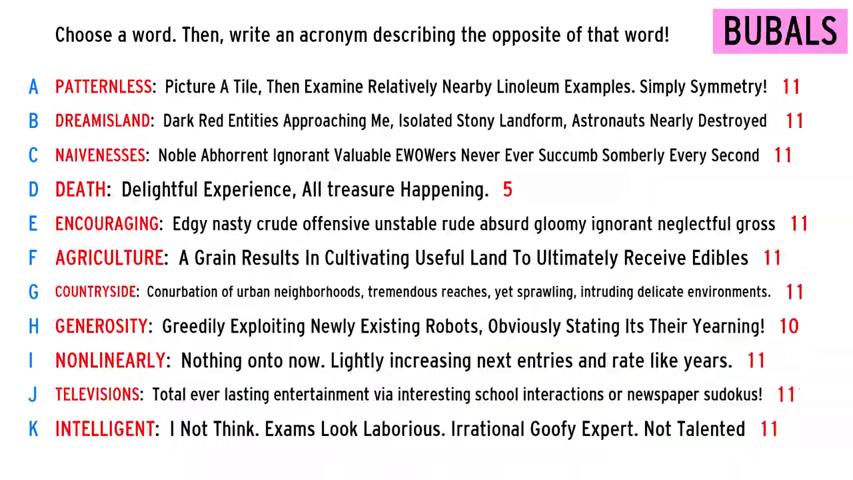 Choose a word. Then, write an acronym describing the opposite of that word!
BUBALS
A PATTERNLESS: Picture A Tile, Then Examine Relatively Nearby Linoleum Examples. Simply Symmetry! 11
B DREAMISLAND: Dark Red Entities Approaching Me, Isolated Stony Landform, Astronauts Nearly Destroyed 11
C NAIVENESSES: Noble Abhorrent Ignorant Valuable EWOWers Never Ever Succumb Somberly Every Second 11
D DEATH: Delightful Experience, All treasure Happening. 5
E ENCOURAGING: Edgy nasty crude offensive unstable rude absurd gloomy ignorant neglectful gross 11
F AGRICULTURE: A Grain Results In Cultivating Useful Land To Ultimately Receive Edibles 11
G COUNTRYSIDE: Conurbation of urban neighborhoods, tremendous reaches, yet sprawling, intruding delicate environments. 11
H GENEROSITY: Greedily Exploiting Newly Existing Robots, Obviously Stating Its Their Yearning! 10
I NONLINEARLY: Nothing onto now. Lightly increasing next entries and rate like years. 11
J TELEVISIONS: Total ever lasting entertainment via interesting school interactions or newspaper sudokus! 11
K INTELLIGENT: I Not Think. Exams Look Laborious. Irrational Goofy Expert. Not Talented 11